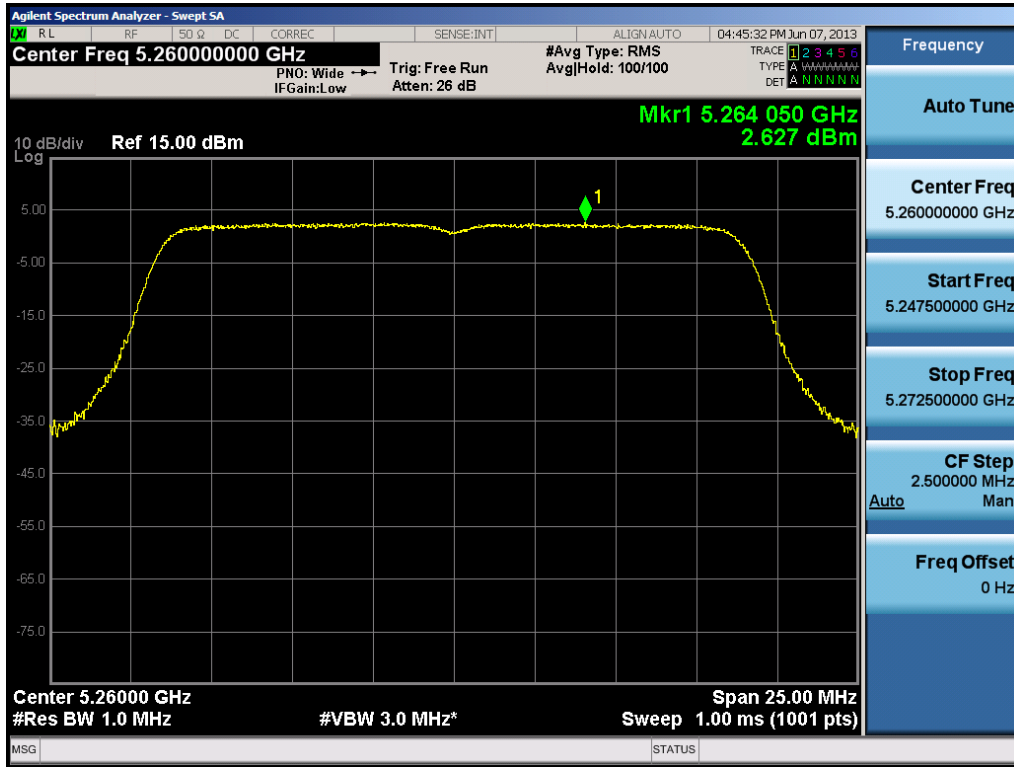 Agilent Spectrum Analyzer - Swept SA
LXI RL RF 50 Ω DC CORREC SENSE:INT ALIGN AUTO 04:45:32 PM Jun 07, 2013
Center Freq 5.260000000 GHz
PNO: Wide
IFGain:Low
Trig: Free Run
Atten: 26 dB
#Avg Type: RMS
Avg|Hold: 100/100
TRACE 1 2 3 4 5 6
TYPE A WWWWW
DET A N N N N N
Mkr1 5.264 050 GHz
2.627 dBm
10 dB/div Ref 15.00 dBm
Log
1
5.00
-5.00
-15.0
-25.0
-35.0
-45.0
-55.0
-65.0
-75.0
Center 5.26000 GHz Span 25.00 MHz
#Res BW 1.0 MHz #VBW 3.0 MHz* Sweep 1.00 ms (1001 pts)
MSG STATUS
Frequency
Auto Tune
Center Freq
5.260000000 GHz
Start Freq
5.247500000 GHz
Stop Freq
5.272500000 GHz
CF Step
2.500000 MHz
Auto Man
Freq Offset
0 Hz